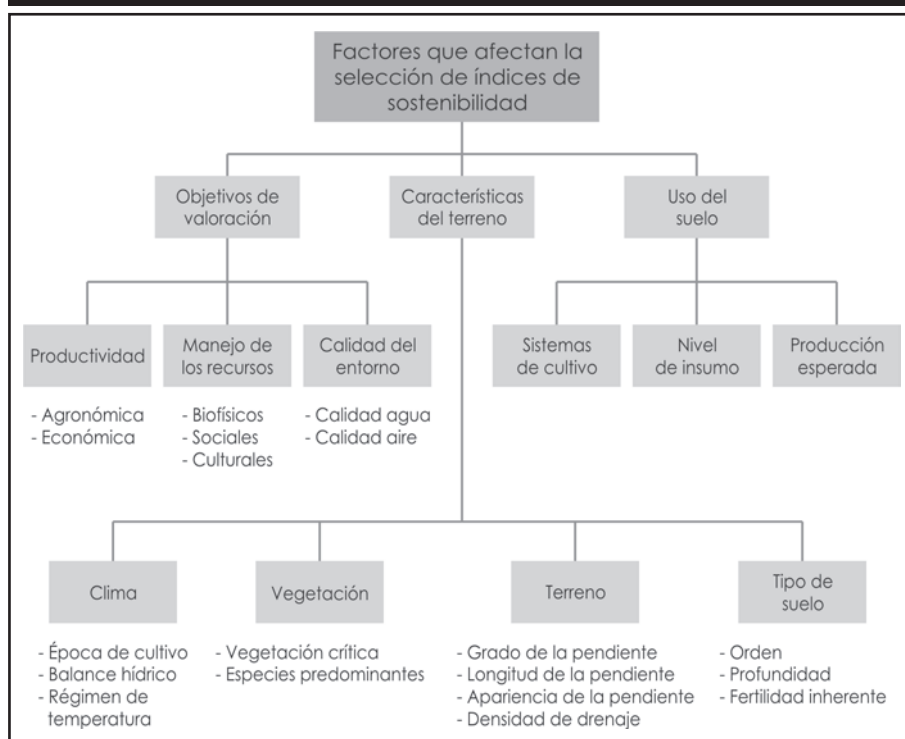 Factores que afectan la
selección de índices de
sostenibilidad
Objetivos de
valoración
Características
del terreno
Uso del
suelo
Productividad
- Agronómica
- Económica
Manejo de
los recursos
- Biofísicos
- Sociales
- Culturales
Calidad del
entorno
- Calidad agua
- Calidad aire
Sistemas
de cultivo
Nivel
de insumo
Producción
esperada
Clima
- Época de cultivo
- Balance hídrico
- Régimen de
temperatura
Vegetación
- Vegetación crítica
- Especies predominantes
Terreno
- Grado de la pendiente
- Longitud de la pendiente
- Apariencia de la pendiente
- Densidad de drenaje
Tipo de
suelo
- Orden
- Profundidad
- Fertilidad inherente